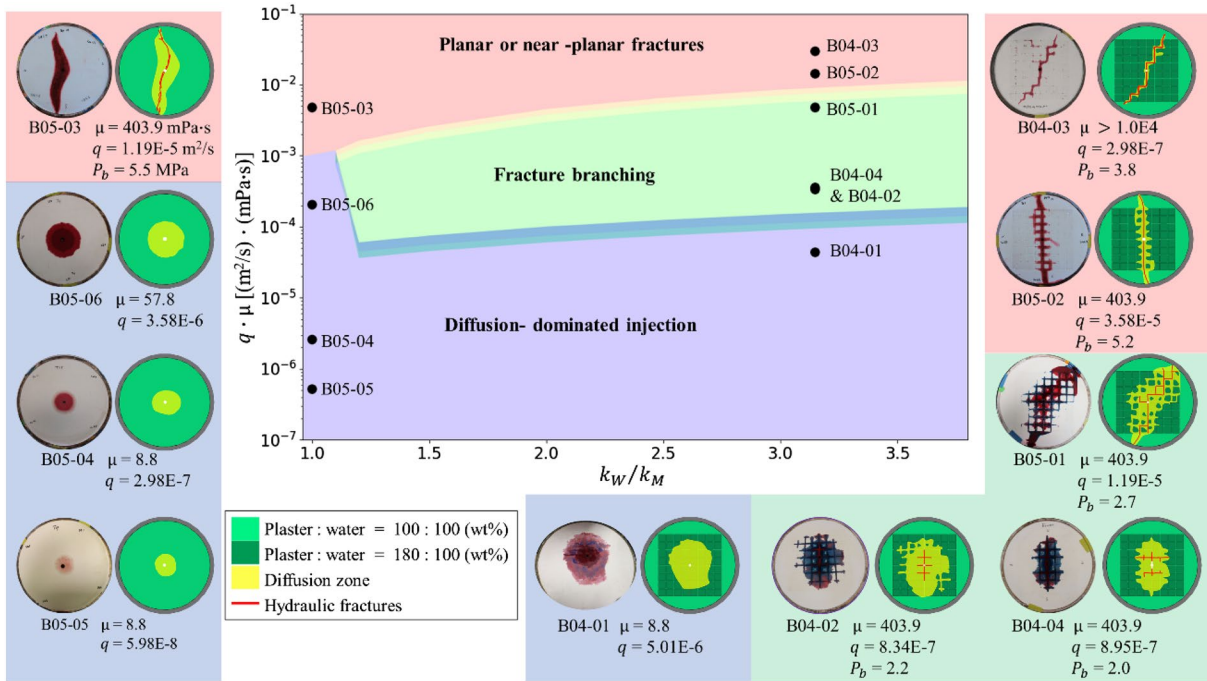 B05-03
μ = 403.9 mPa·s
q = 1.19E-5 m²/s
P_b = 5.5 MPa
B05-06
μ = 57.8
q = 3.58E-6
B05-04
μ = 8.8
q = 2.98E-7
B05-05
μ = 8.8
q = 5.98E-8
q · μ [(m²/s) · (mPa·s)]
10⁻¹
10⁻²
10⁻³
10⁻⁴
10⁻⁵
10⁻⁶
10⁻⁷
Planar or near -planar fractures
Fracture branching
Diffusion- dominated injection
B05-03
B05-06
B05-04
B05-05
B04-03
B05-02
B05-01
B04-04
& B04-02
B04-01
1.0
1.5
2.0
2.5
3.0
3.5
k_W/k_M
Plaster : water = 100 : 100 (wt%)
Plaster : water = 180 : 100 (wt%)
Diffusion zone
Hydraulic fractures
B04-03
μ > 1.0E4
q = 2.98E-7
P_b = 3.8
B05-02
μ = 403.9
q = 3.58E-5
P_b = 5.2
B05-01
μ = 403.9
q = 1.19E-5
P_b = 2.7
B04-01
μ = 8.8
q = 5.01E-6
B04-02
μ = 403.9
q = 8.34E-7
P_b = 2.2
B04-04
μ = 403.9
q = 8.95E-7
P_b = 2.0